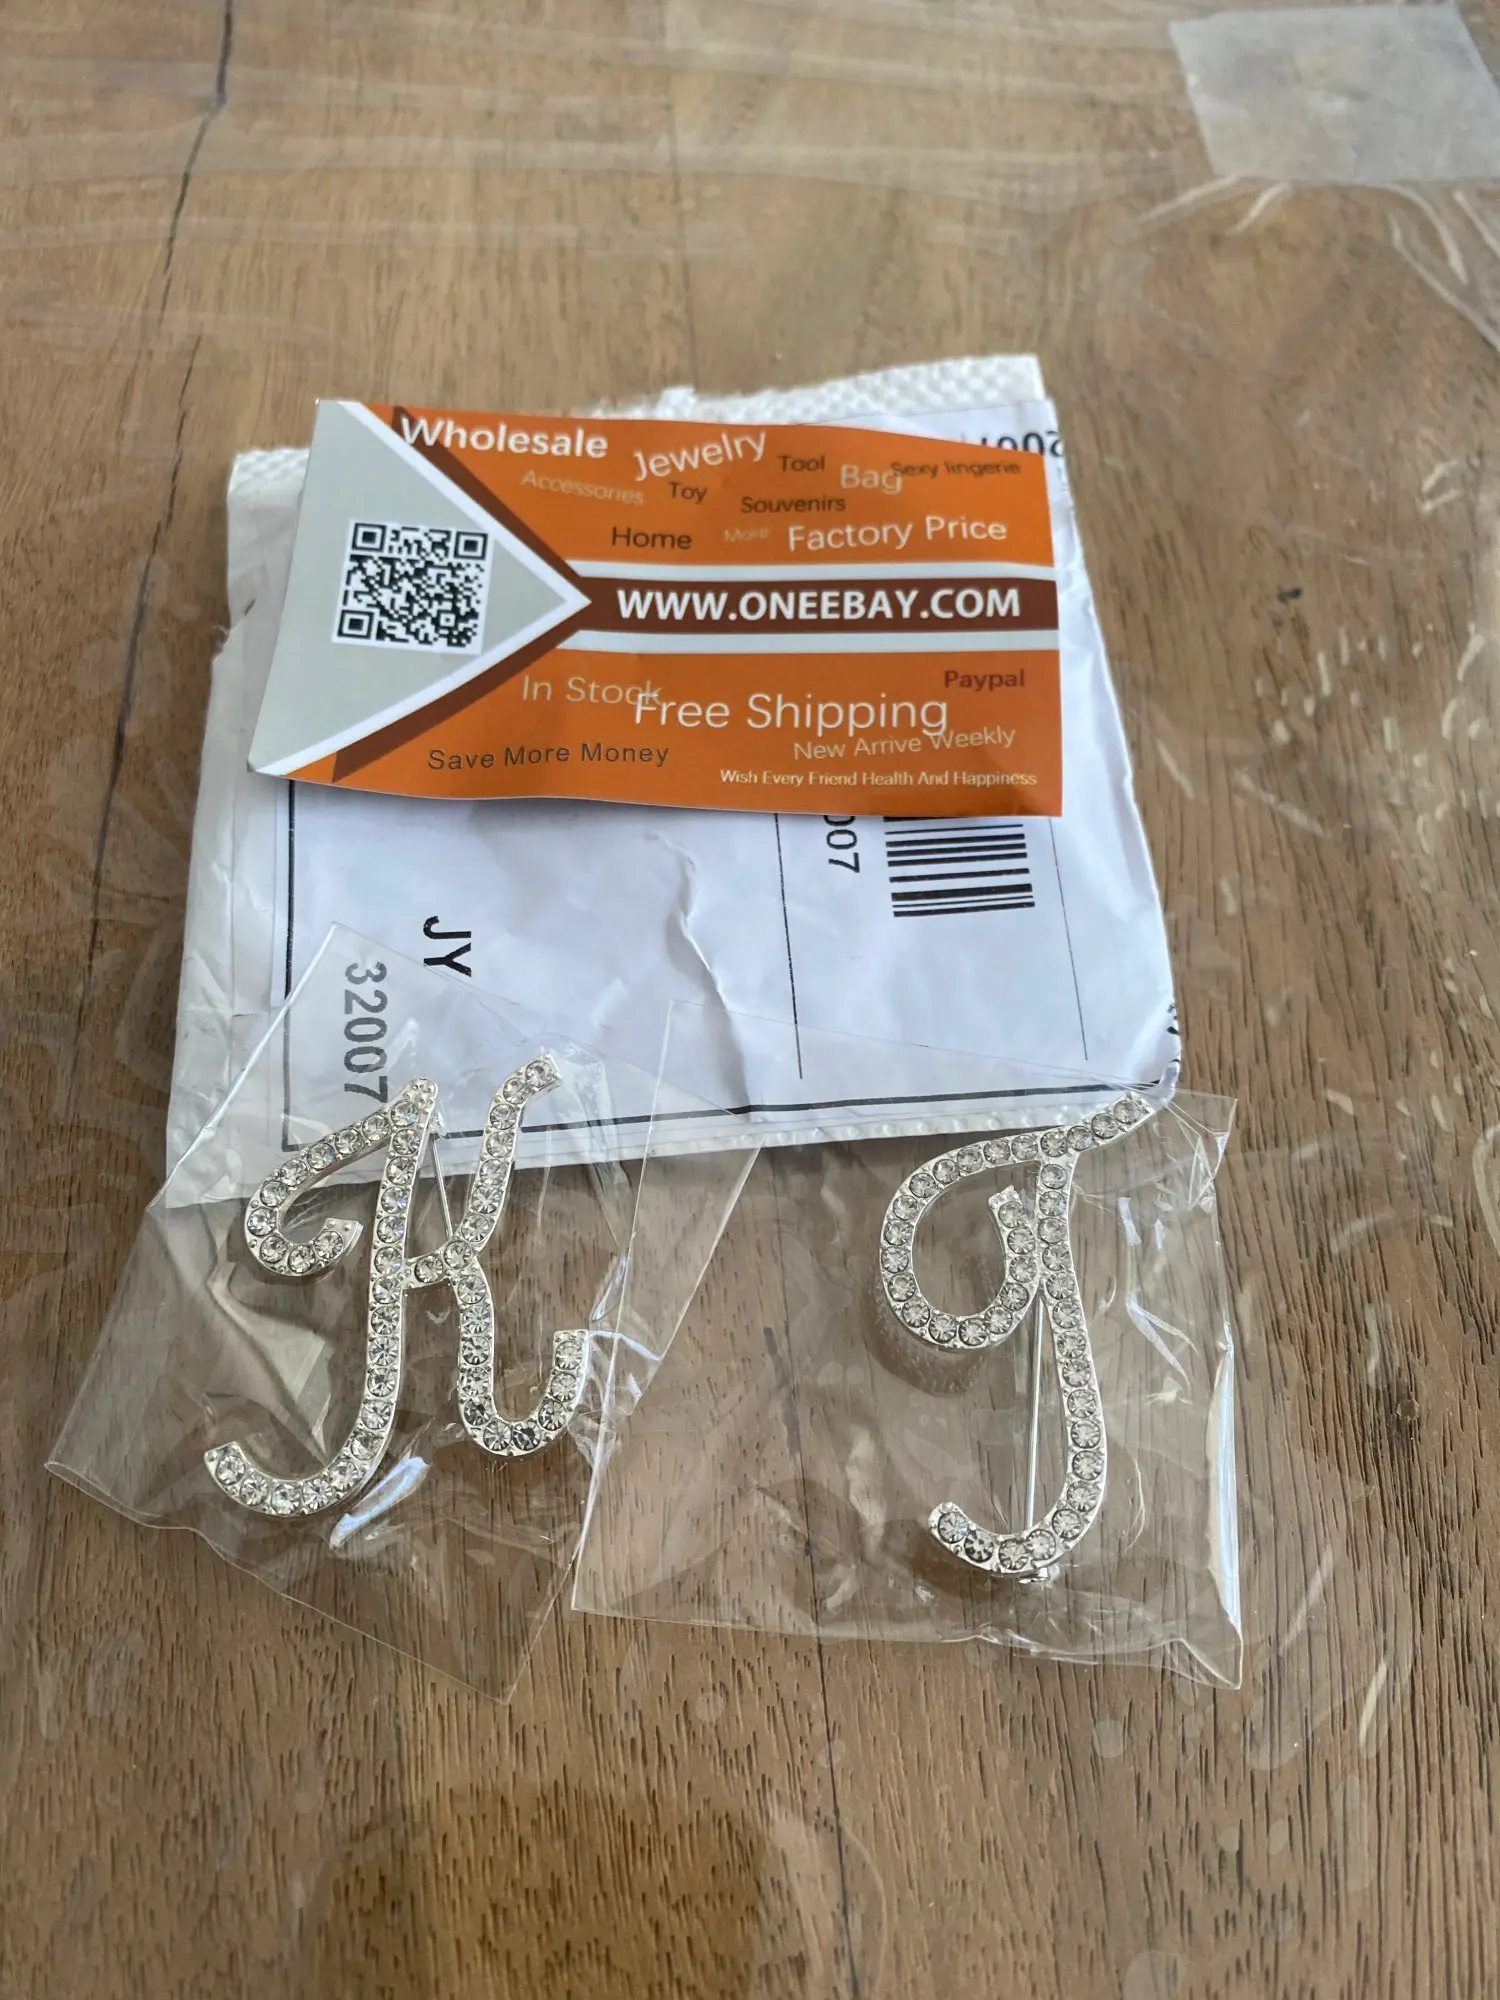 Wholesale
Jewelry
Tool
Bag
Sexy lingerie
Accessories
Toy
Souvenirs
Home
More
Factory Price
WWW.ONEEBAY.COM
In Stock
Free Shipping
Paypal
New Arrive Weekly
Save More Money
Wish Every Friend Health And Happiness
007
JY
32007
K
J